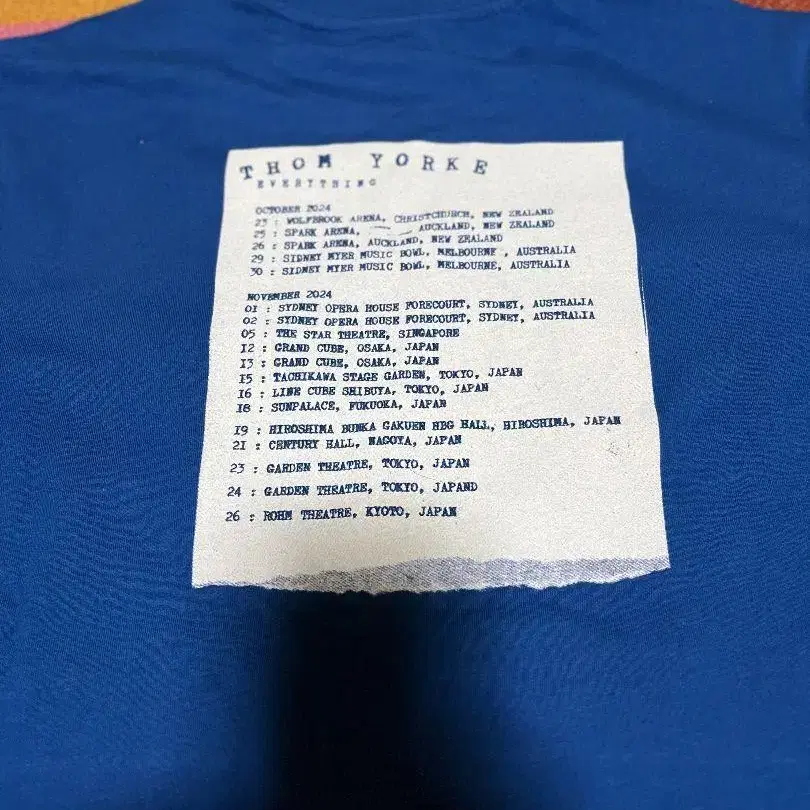 THOM YORKE
EVERYTHING
OCTOBER 2024
23 : WOLFBROOK ARENA, CHRISTCHURCH, NEW ZEALAND
25 : SPARK ARENA, AUCKLAND, NEW ZEALAND
26 : SPARK ARENA, AUCKLAND, NEW ZEALAND
29 : SIDNEY MYER MUSIC BOWL, MELBOURNE , AUSTRALIA
30 : SIDNEY MYER MUSIC BOWL, MELBOURNE, AUSTRALIA
NOVEMBER 2024
01 : SYDNEY OPERA HOUSE FORECOURT, SYDNEY, AUSTRALIA
02 : SYDNEY OPERA HOUSE FORECOURT, SYDNEY, AUSTRALIA
05 : THE STAR THEATRE, SINGAPORE
12 : GRAND CUBE, OSAKA, JAPAN
13 : GRAND CUBE, OSAKA, JAPAN
15 : TACHIKAWA STAGE GARDEN, TOKYO, JAPAN
16 : LINE CUBE SHIBUYA, TOKYO, JAPAN
18 : SUNPALACE, FUKUOKA, JAPAN
19 : HIROSHIMA BUNKA GAKUEN HBG HALL, HIROSHIMA, JAPAN
21 : CENTURY HALL, NAGOYA, JAPAN
23 : GARDEN THEATRE, TOKYO, JAPAN
24 : GARDEN THEATRE, TOKYO, JAPAND
26 : ROHM THEATRE, KYOTO, JAPAN